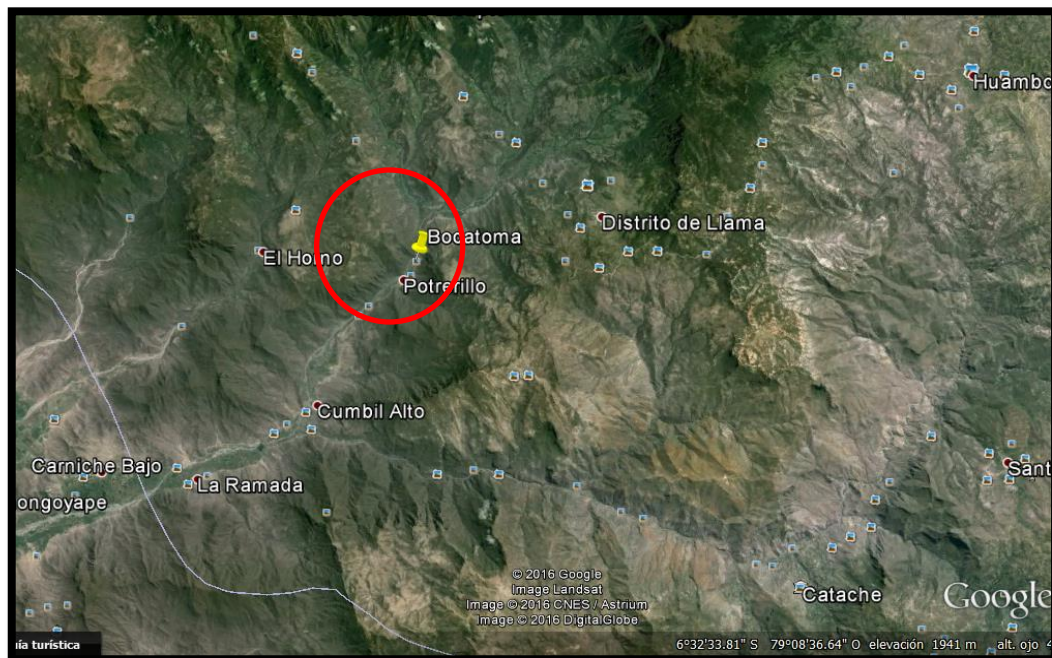 Huambo
Distrito de Llama
Bocatoma
El Horno
Potrerillo
Cumbil Alto
Carniche Bajo
Sant
La Ramada
ongoyape
© 2016 Google
Image Landsat
Image © 2016 CNES / Astrium
Image © 2016 DigitalGlobe
Catache
Google
ía turística
6°32'33.81" S 79°08'36.64" O elevación 1941 m alt. ojo 4